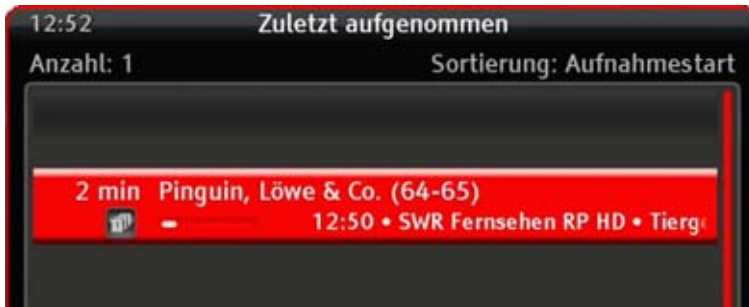 12:52 Zuletzt aufgenommen
Anzahl: 1 Sortierung: Aufnahmestart
2 min Pinguin, Löwe & Co. (64-65)
12:50 • SWR Fernsehen RP HD • Tierg